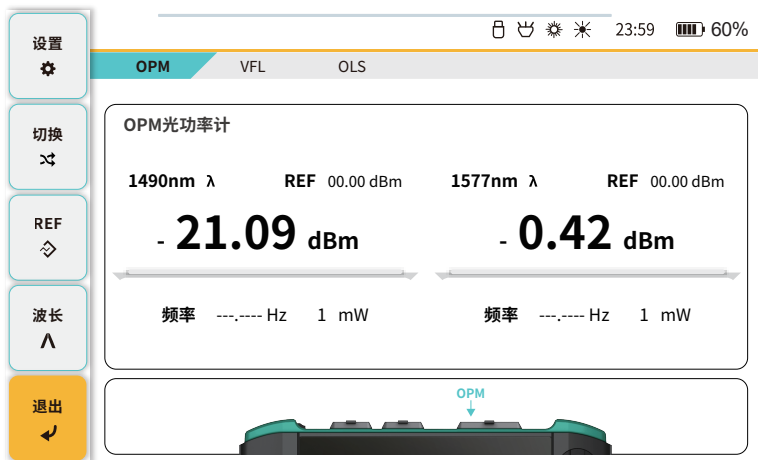 23:59 60%
设置
切换
REF
波长
退出
OPM VFL OLS
OPM光功率计
1490nm λ REF 00.00 dBm 1577nm λ REF 00.00 dBm
- 21.09 dBm - 0.42 dBm
频率 ---.---- Hz 1 mW 频率 ---.---- Hz 1 mW
OPM